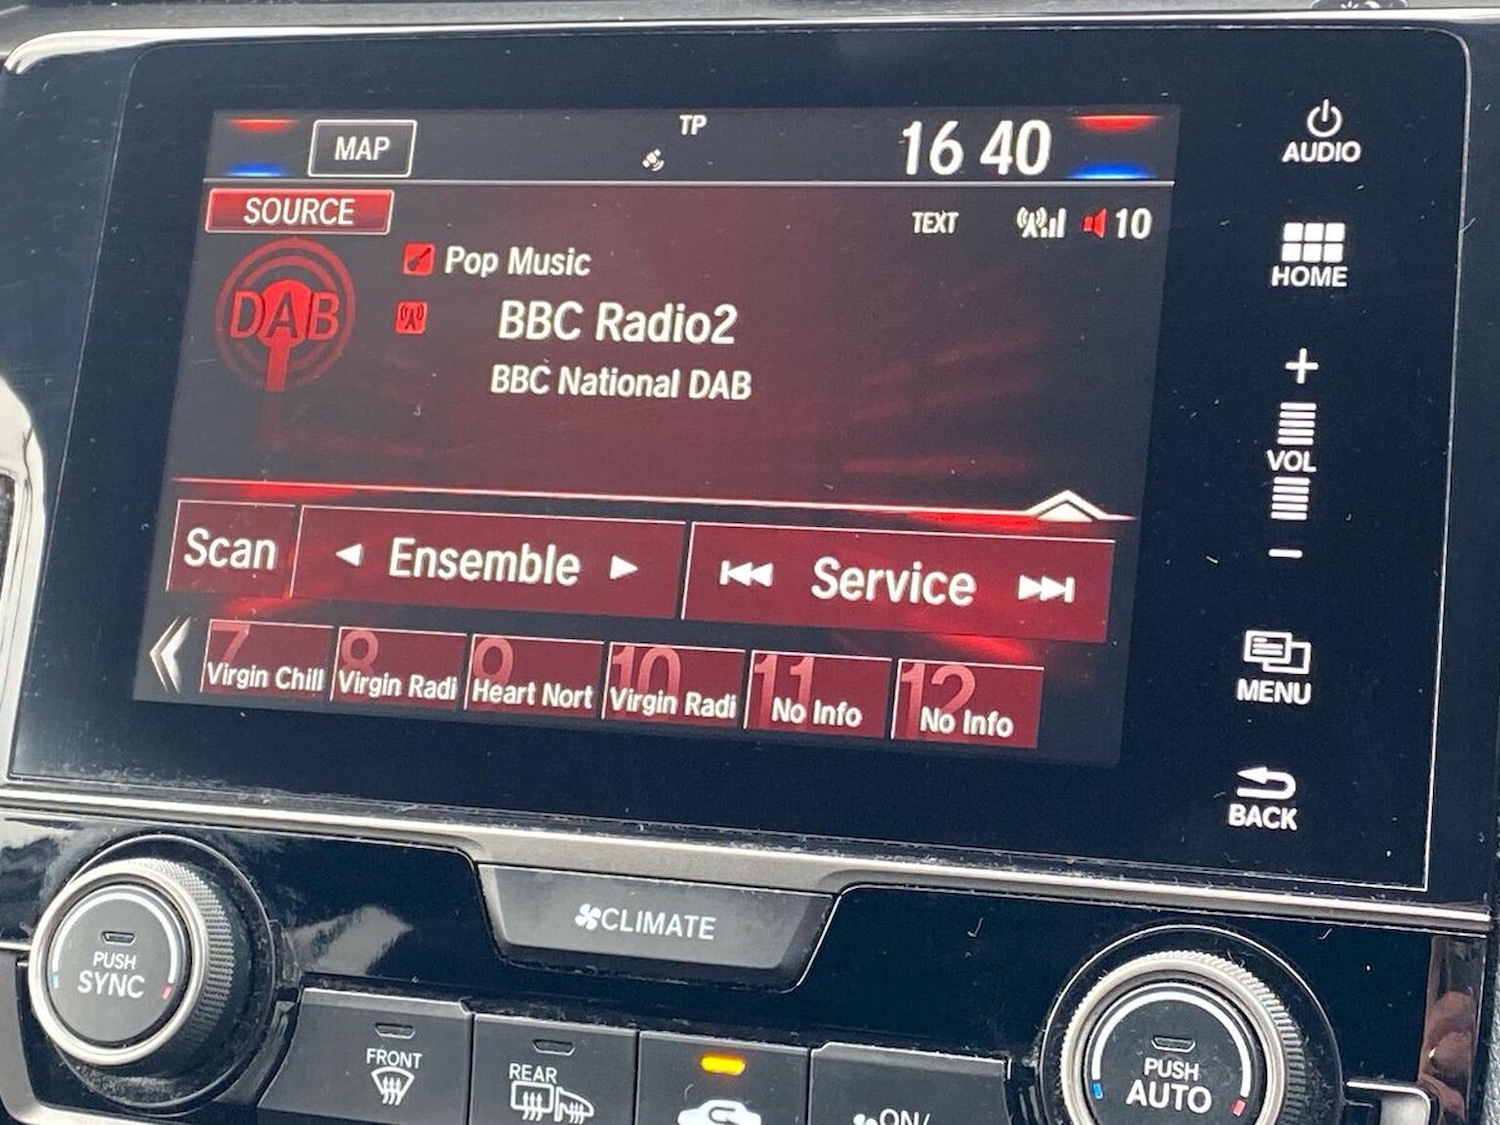 MAP
TP
16 40
AUDIO
SOURCE
TEXT
10
HOME
DAB
Pop Music
BBC Radio2
BBC National DAB
VOL
Scan
Ensemble
Service
7
8
9
10
11
12
Virgin Chill
Virgin Radi
Heart Nort
Virgin Radi
No Info
No Info
MENU
BACK
CLIMATE
PUSH
SYNC
FRONT
REAR
ON/
PUSH
AUTO